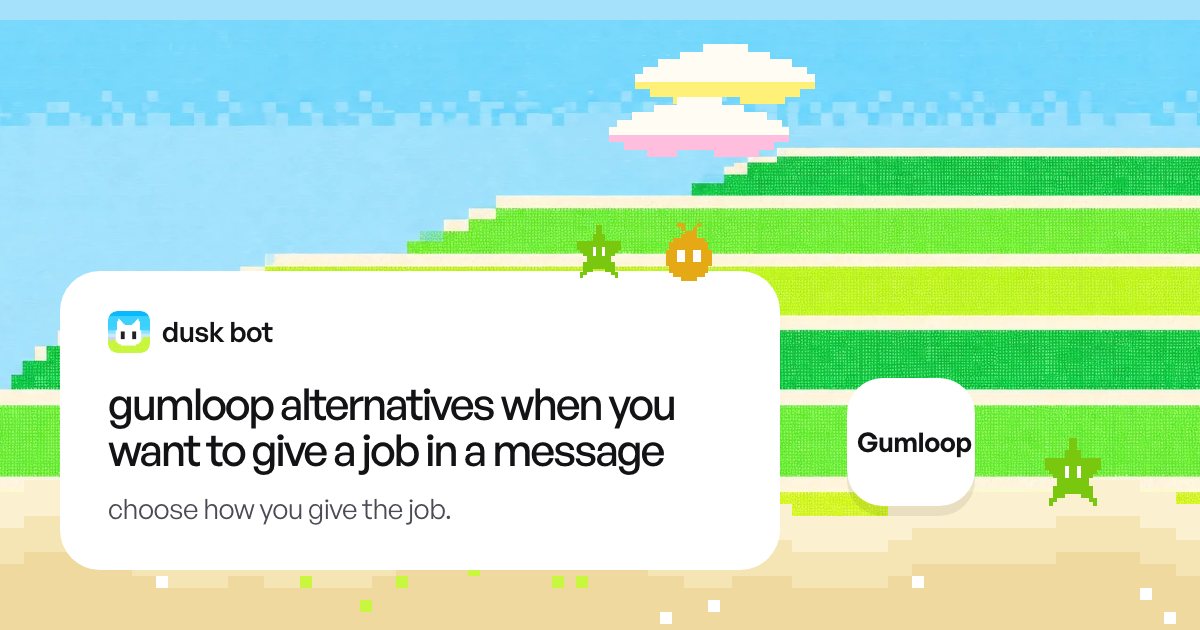 dusk bot
gumloop alternatives when you
want to give a job in a message
choose how you give the job.
Gumloop